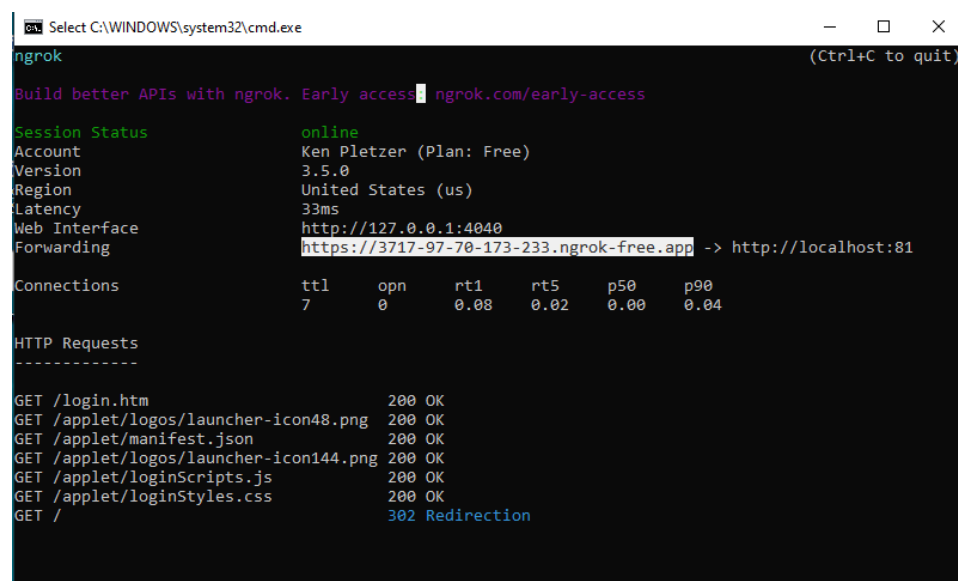 Select C:\WINDOWS\system32\cmd.exe
ngrok (Ctrl+C to quit)
Build better APIs with ngrok. Early access: ngrok.com/early-access
Session Status online
Account Ken Pletzer (Plan: Free)
Version 3.5.0
Region United States (us)
Latency 33ms
Web Interface http://127.0.0.1:4040
Forwarding https://3717-97-70-173-233.ngrok-free.app -> http://localhost:81
Connections ttl opn rt1 rt5 p50 p90
7 0 0.08 0.02 0.00 0.04
HTTP Requests
-------------
GET /login.htm 200 OK
GET /applet/logos/launcher-icon48.png 200 OK
GET /applet/manifest.json 200 OK
GET /applet/logos/launcher-icon144.png 200 OK
GET /applet/loginScripts.js 200 OK
GET /applet/loginStyles.css 200 OK
GET / 302 Redirection